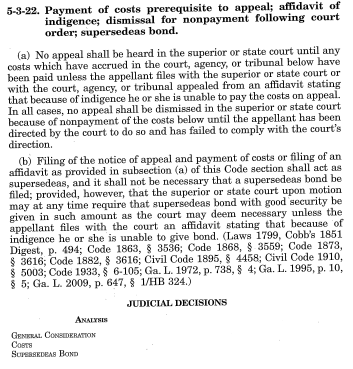 5-3-22. Payment of costs prerequisite to appeal; affidavit of
indigence; dismissal for nonpayment following court
order; supersedeas bond.
(a) No appeal shall be heard in the superior or state court until any
costs which have accrued in the court, agency, or tribunal below have
been paid unless the appellant files with the superior or state court or
with the court, agency, or tribunal appealed from an affidavit stating
that because of indigence he or she is unable to pay the costs on appeal.
In all cases, no appeal shall be dismissed in the superior or state court
because of nonpayment of the costs below until the appellant has been
directed by the court to do so and has failed to comply with the court's
direction.
(b) Filing of the notice of appeal and payment of costs or filing of an
affidavit as provided in subsection (a) of this Code section shall act as
supersedeas, and it shall not be necessary that a supersedeas bond be
filed; provided, however, that the superior or state court upon motion
may at any time require that supersedeas bond with good security be
given in such amount as the court may deem necessary unless the
appellant files with the court an affidavit stating that because of
indigence he or she is unable to give bond. (Laws 1799, Cobb's 1851
Digest, p. 494; Code 1863, § 3536; Code 1868, § 3559; Code 1873,
§ 3616; Code 1882, § 3616; Civil Code 1895, § 4458; Civil Code 1910,
§ 5003; Code 1933, § 6-105; Ga. L. 1972, p. 738, § 4; Ga. L. 1995, p. 10,
§ 5; Ga. L. 2009, p. 647, § 1/HB 324.)
JUDICIAL DECISIONS
ANALYSIS
GENERAL CONSIDERATION
COSTS
SUPERSEDEAS BOND